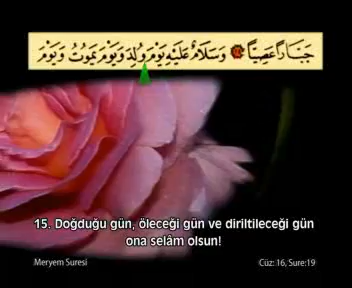 جَبَّارًا عَصِيًّا ﴿١٤﴾ وَسَلَامٌ عَلَيْهِ يَوْمَ وُلِدَ وَيَوْمَ يَمُوتُ وَيَوْمَ
15. Doğduğu gün, öleceği gün ve diriltileceği gün
ona selâm olsun!
Meryem Suresi
Cüz: 16, Sure:19